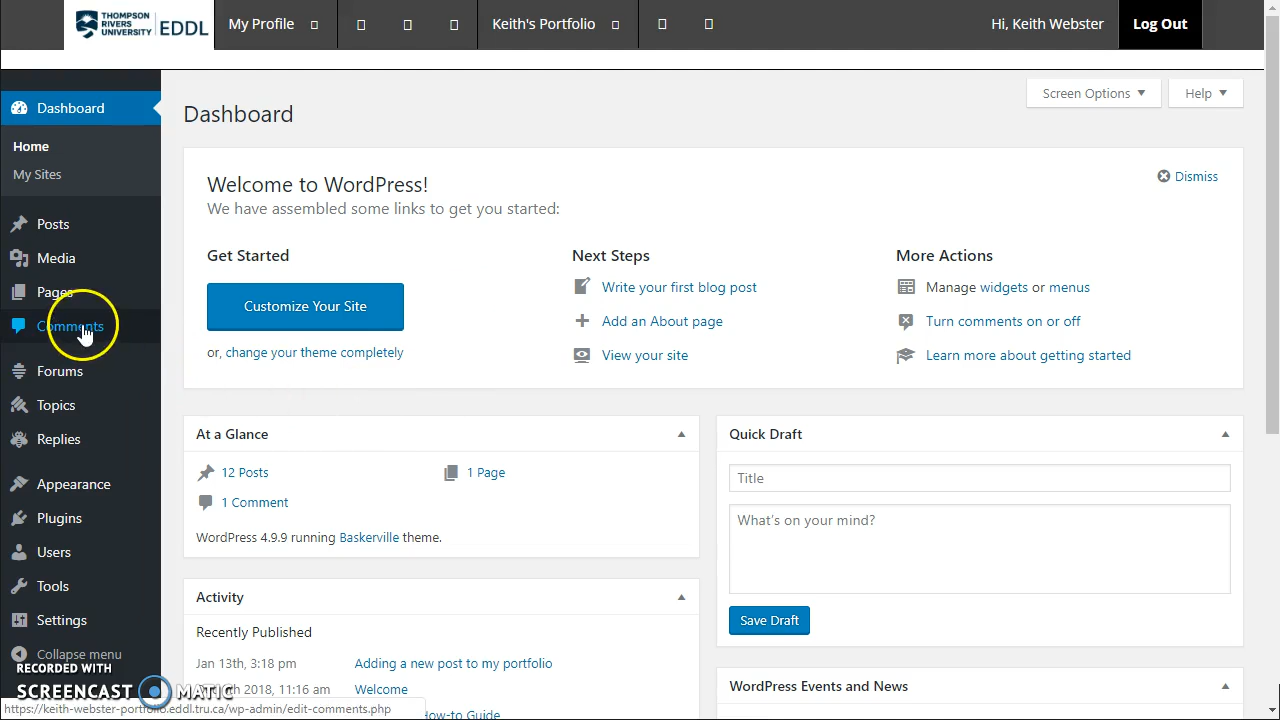 THOMPSON RIVERS UNIVERSITY EDDL My Profile Keith's Portfolio Hi, Keith Webster Log Out
Dashboard
Home
My Sites
Posts
Media
Pages
Comments
Forums
Topics
Replies
Appearance
Plugins
Users
Tools
Settings
Collapse menu
Screen Options Help
Dashboard
Welcome to WordPress!
We have assembled some links to get you started:
Dismiss
Get Started
Customize Your Site
or, change your theme completely
Next Steps
Write your first blog post
Add an About page
View your site
More Actions
Manage widgets or menus
Turn comments on or off
Learn more about getting started
At a Glance
12 Posts 1 Page
1 Comment
WordPress 4.9.9 running Baskerville theme.
Activity
Recently Published
Jan 13th, 3:18 pm Adding a new post to my portfolio
2018, 11:16 am Welcome
How-to Guide
Quick Draft
Title
What's on your mind?
Save Draft
WordPress Events and News
RECORDED WITH
SCREENCAST MATIC
https://keith-webster-portfolio.eddl.tru.ca/wp-admin/edit-comments.php